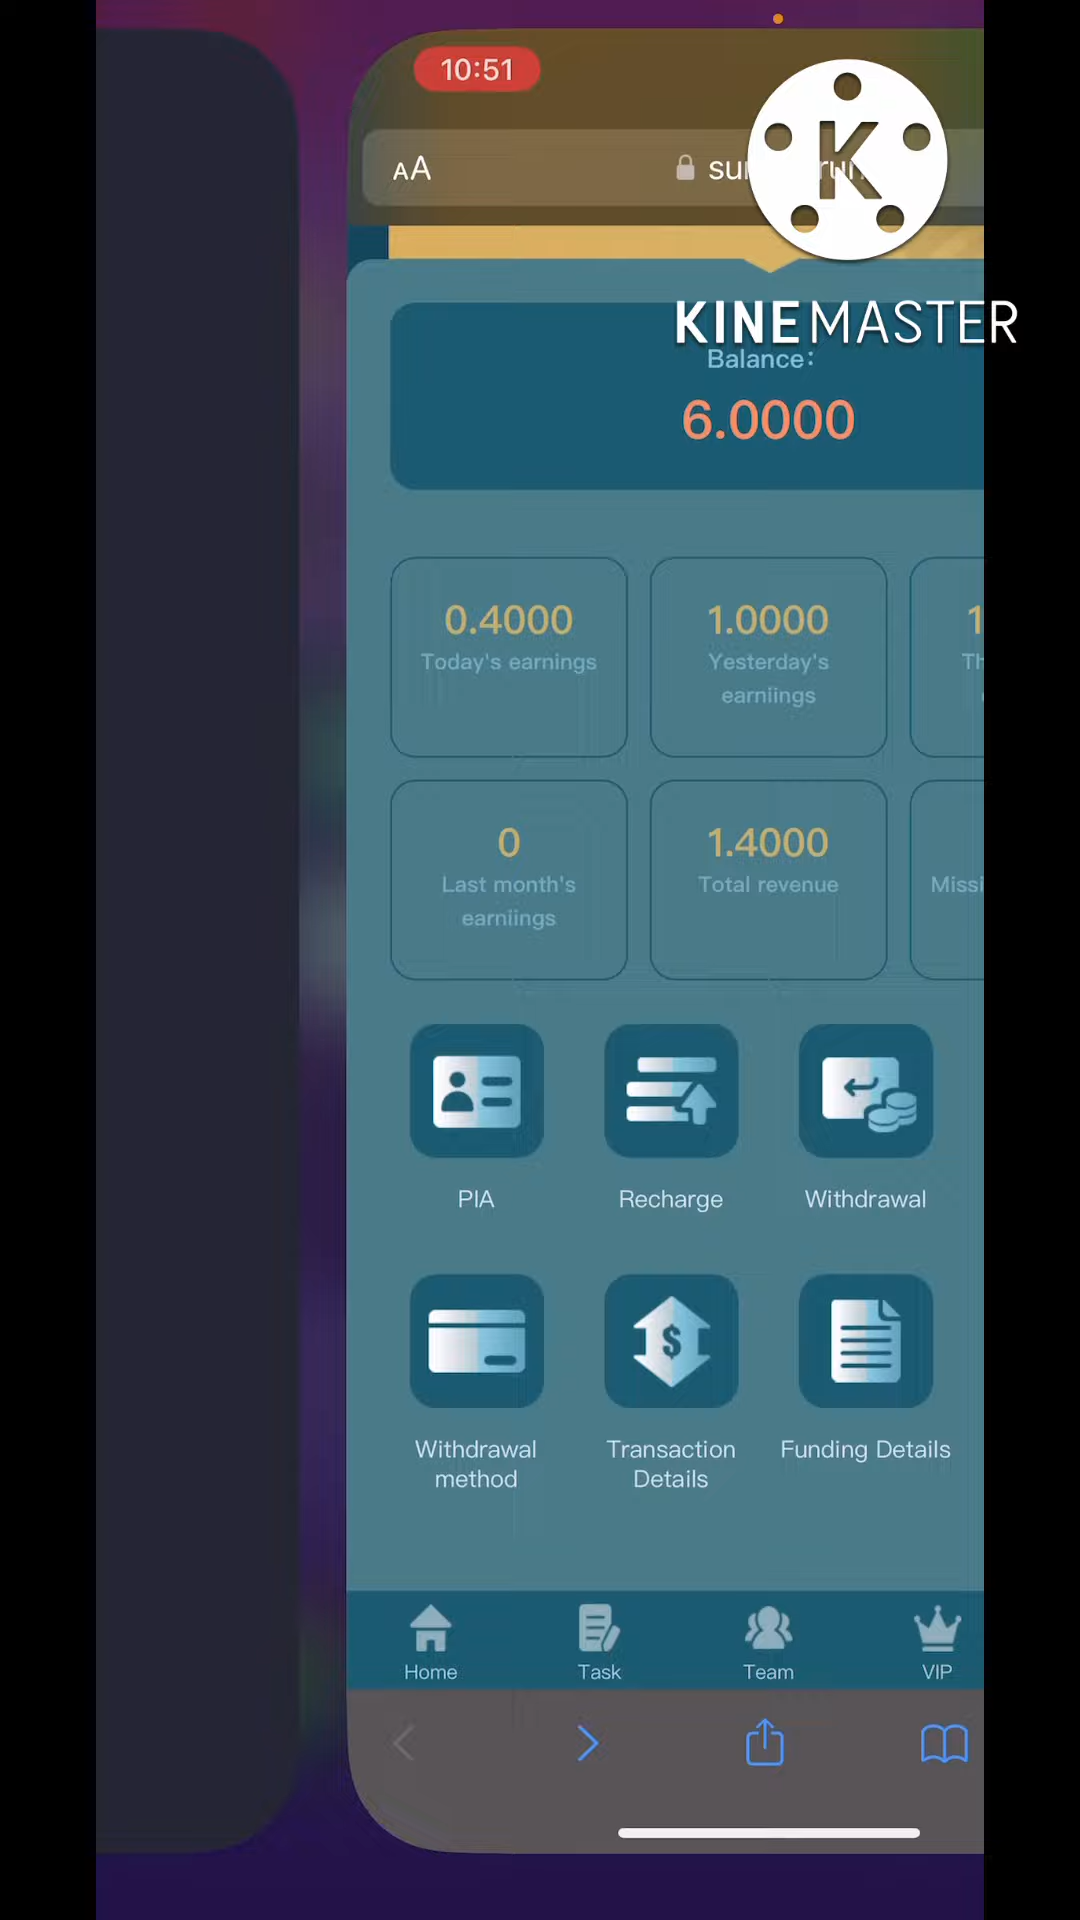 10:51
AA
KINEMASTER
Balance:
6.0000
0.4000
1.0000
Today's earnings
Yesterday's
earniings
0
1.4000
Last month's
earniings
Total revenue
PIA
Recharge
Withdrawal
Withdrawal
method
Transaction
Details
Funding Details
Home
Task
Team
VIP